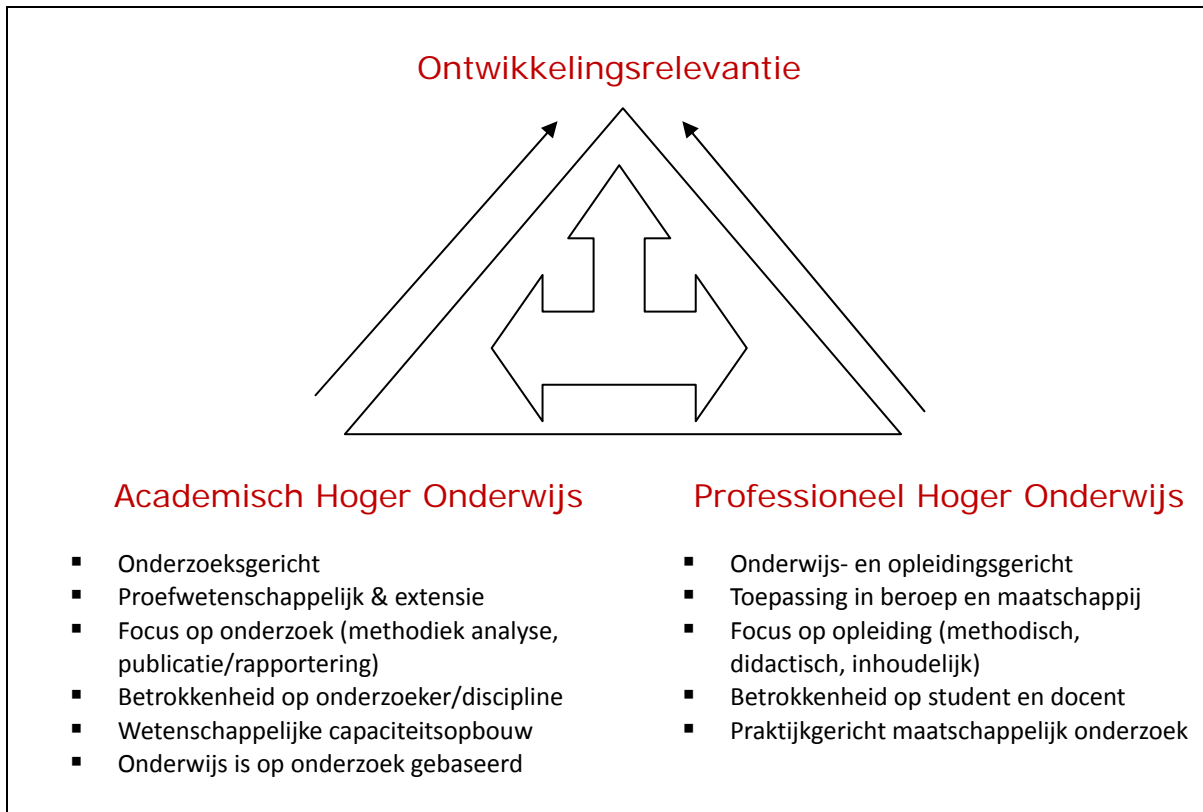 Ontwikkelingsrelevantie
Academisch Hoger Onderwijs
▪ Onderzoeksgericht
▪ Proefwetenschappelijk & extensie
▪ Focus op onderzoek (methodiek analyse,
publicatie/rapportering)
▪ Betrokkenheid op onderzoeker/discipline
▪ Wetenschappelijke capaciteitsopbouw
▪ Onderwijs is op onderzoek gebaseerd
Professioneel Hoger Onderwijs
▪ Onderwijs- en opleidingsgericht
▪ Toepassing in beroep en maatschappij
▪ Focus op opleiding (methodisch,
didactisch, inhoudelijk)
▪ Betrokkenheid op student en docent
▪ Praktijkgericht maatschappelijk onderzoek